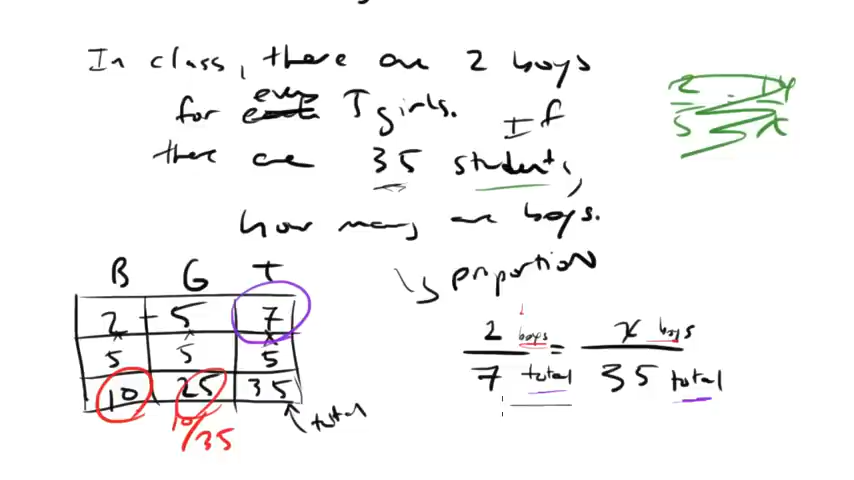 In class, there are 2 boys
for every 5 girls. If
there are 35 students,
how many are boys.
proportion
B G T
2 5 7
5 5 5
10 25 35
total
10/35
2 boys / 7 total = x boys / 35 total